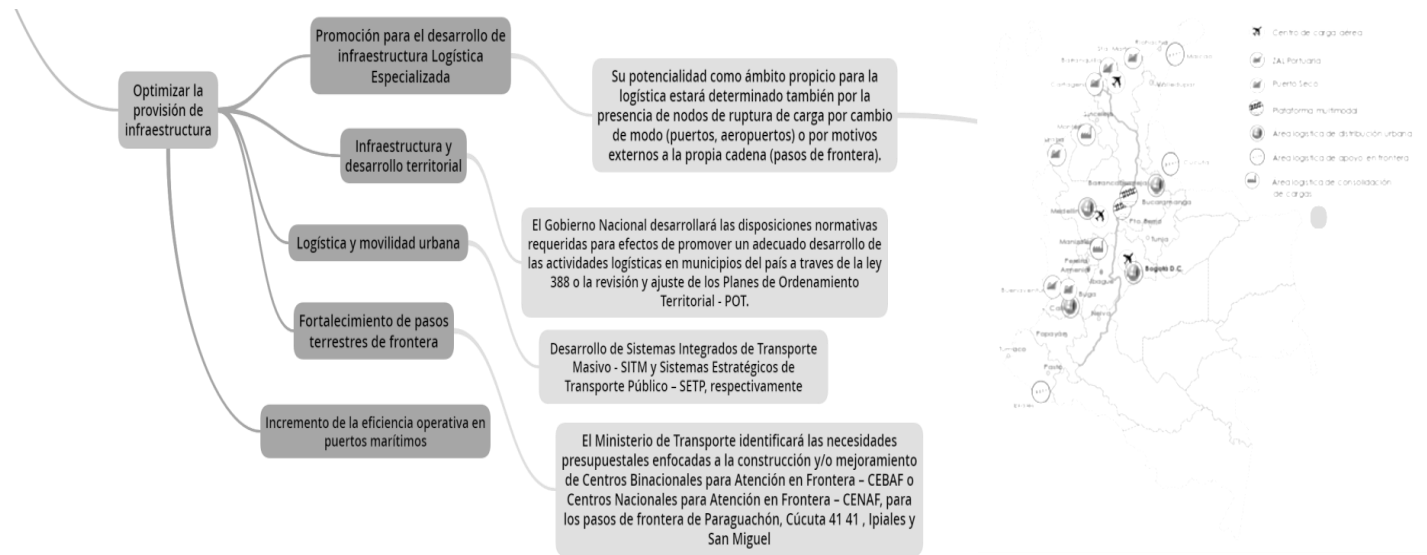 Optimizar la
provisión de
infraestructura
Promoción para el desarrollo de
infraestructura Logística
Especializada
Su potencialidad como ámbito propicio para la
logística estará determinado también por la
presencia de nodos de ruptura de carga por cambio
de modo (puertos, aeropuertos) o por motivos
externos a la propia cadena (pasos de frontera).
Infraestructura y
desarrollo territorial
El Gobierno Nacional desarrollará las disposiciones normativas
requeridas para efectos de promover un adecuado desarrollo de
las actividades logísticas en municipios del país a traves de la ley
388 o la revisión y ajuste de los Planes de Ordenamiento
Territorial - POT.
Logística y movilidad urbana
Desarrollo de Sistemas Integrados de Transporte
Masivo - SITM y Sistemas Estratégicos de
Transporte Público – SETP, respectivamente
Fortalecimiento de pasos
terrestres de frontera
El Ministerio de Transporte identificará las necesidades
presupuestales enfocadas a la construcción y/o mejoramiento
de Centros Binacionales para Atención en Frontera – CEBAF o
Centros Nacionales para Atención en Frontera – CENAF, para
los pasos de frontera de Paraguachón, Cúcuta 41 41 , Ipiales y
San Miguel
Incremento de la eficiencia operativa en
puertos marítimos
Centro de carga aérea
ZAL Portuaria
Puerto Seco
Plataforma multimodal
Area logística de distribución urbana
Area logística de apoyo en frontera
Area logística de consolidación
de cargas
Cartagena
Cúcuta
Bucaramanga
Medellín
Pto. Berrio
Tunja
Bogotá D.C.
Ibague
Buga
Neiva
Popayán
Pasto